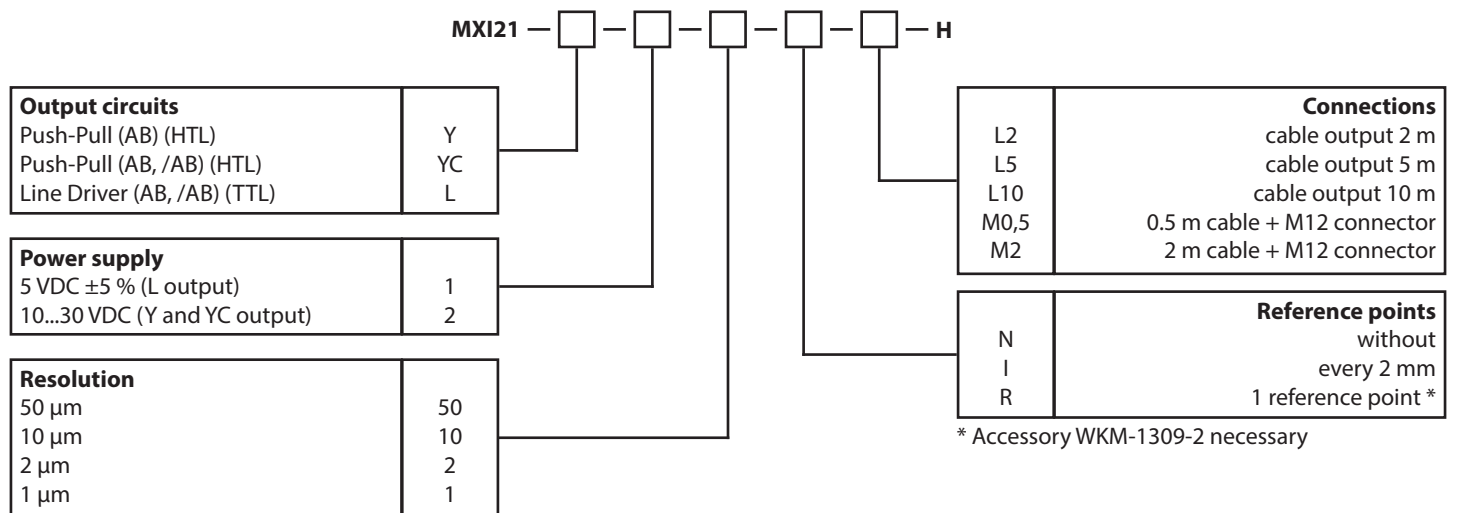 MXI21 — — — — — — H
Output circuits
Push-Pull (AB) (HTL) Y
Push-Pull (AB, /AB) (HTL) YC
Line Driver (AB, /AB) (TTL) L
Power supply
5 VDC ±5 % (L output) 1
10...30 VDC (Y and YC output) 2
Resolution
50 µm 50
10 µm 10
2 µm 2
1 µm 1
Connections
L2 cable output 2 m
L5 cable output 5 m
L10 cable output 10 m
M0,5 0.5 m cable + M12 connector
M2 2 m cable + M12 connector
Reference points
N without
I every 2 mm
R 1 reference point *
* Accessory WKM-1309-2 necessary